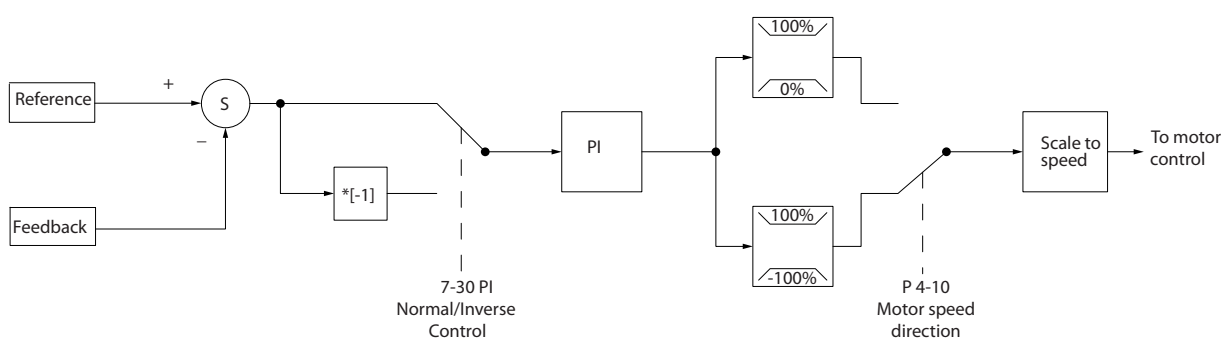 Reference
+
S
–
Feedback
*[-1]
7-30 PI
Normal/Inverse
Control
PI
100%
0%
100%
-100%
P 4-10
Motor speed
direction
Scale to
speed
To motor
control